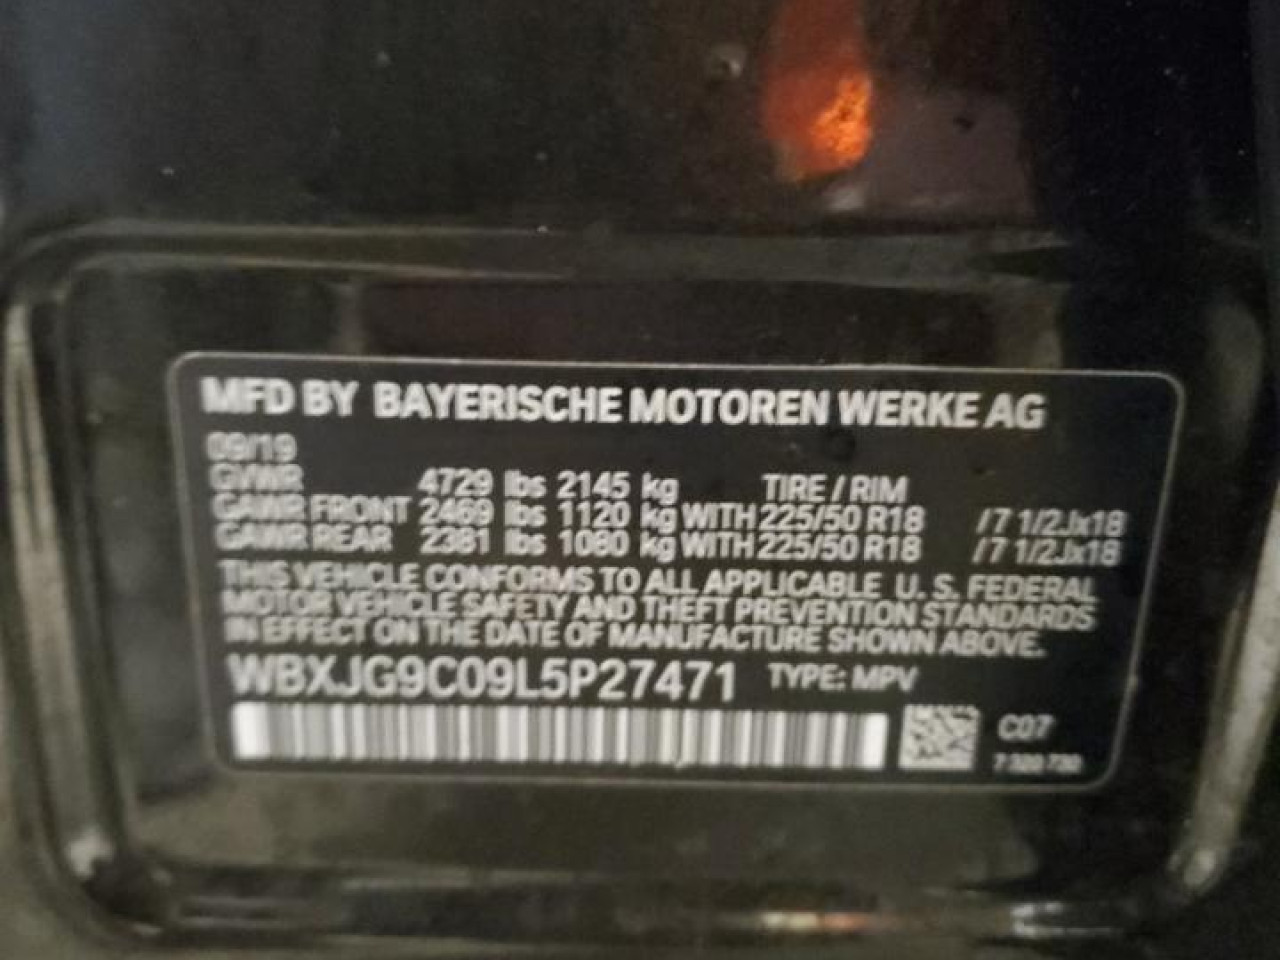 MFD BY BAYERISCHE MOTOREN WERKE AG
09/19
GVWR 4729 lbs 2145 kg TIRE / RIM
GAWR FRONT 2469 lbs 1120 kg WITH 225/50 R18 /7 1/2Jx18
GAWR REAR 2381 lbs 1080 kg WITH 225/50 R18 /7 1/2Jx18
THIS VEHICLE CONFORMS TO ALL APPLICABLE U. S. FEDERAL
MOTOR VEHICLE SAFETY AND THEFT PREVENTION STANDARDS
IN EFFECT ON THE DATE OF MANUFACTURE SHOWN ABOVE.
WBXJG9C09L5P27471 TYPE: MPV
C07